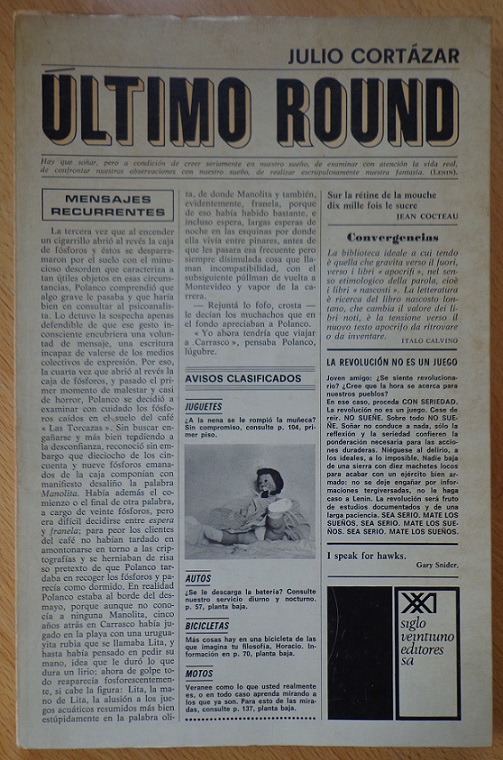 JULIO CORTÁZAR
ÚLTIMO ROUND
Hay que soñar, pero a condición de creer seriamente en nuestro sueño, de examinar con atención la vida real,
de confrontar nuestras observaciones con nuestro sueño, de realizar escrupulosamente nuestra fantasía. (LENIN).
MENSAJES
RECURRENTES
La tercera vez que al encender
un cigarrillo abrió al revés la caja
de fósforos y éstos se desparra-
maron por el suelo con el minu-
cioso desorden que caracteriza a
tan útiles objetos en esas circuns-
tancias, Polanco comprendió que
algo grave le pasaba y que haría
bien en consultar al psicoanalis-
ta. Lo detuvo la sospecha apenas
defendible de que ese gesto in-
consciente encubriera una volun-
tad de mensaje, una escritura
incapaz de valerse de los medios
colectivos de expresión. Por eso,
la cuarta vez que abrió al revés la
caja de fósforos, y pasado el pri-
mer momento de malestar y casi
de horror, Polanco se decidió a
examinar con cuidado los fósfo-
ros caídos en el suelo del café
« Las Torcazas ». Sin buscar en-
gañarse y más bien tendiendo a
la desconfianza, reconoció sin em-
bargo que dieciocho de los cin-
cuenta y nueve fósforos emana-
dos de la caja componían con
manifiesto desaliño la palabra
Manolita. Había además el co-
mienzo o el final de otra palabra,
a cargo de veinte fósforos, pero
era difícil decidirse entre espera
y franela; para peor los clientes
del café no habían tardado en
amontonarse en torno a las crip-
tografías y se herniaban de risa
so pretexto de que Polanco tar-
daba en recoger los fósforos y pa-
recía como dormido. En realidad
Polanco estaba al borde del des-
mayo, porque aunque no cono-
cía a ninguna Manolita, cinco
años atrás en Carrasco había ju-
gado en la playa con una urugua-
yita rubia que se llamaba Lita, y
hasta había pensado en pedir su
mano, idea que le duró lo que
dura un lirio; ahora de golpe to-
do reaparecía fosforescentemen-
te, si cabe la figura: Lita, la ma-
no de Lita, la alusión a los jue-
gos acuáticos resumidos más bien
estúpidamente en la palabra oli-
ta, de donde Manolita y también,
evidentemente, franela, porque
de eso había habido bastante, e
incluso espera, largas esperas de
noche en las esquinas por donde
ella vivía entre pinares, antes de
que les pasara esa frecuente pero
siempre disimulada cosa que lla-
man incompatibilidad, con el
subsiguiente pullman de vuelta a
Montevideo y vapor de la ca-
rrera.
— Rejuntá lo fofo, crosta —
le decían los muchachos que en
el fondo apreciaban a Polanco.
« Yo ahora tendría que viajar
a Carrasco », pensaba Polanco,
lúgubre.
AVISOS CLASIFICADOS
JUGUETES
¿A la nena se le rompió la muñeca?
Sin compromiso, consulte p. 104, pri-
mer piso.
AUTOS
¿Se le descarga la batería? Consulte
nuestro servicio diurno y nocturno.
p. 57, planta baja.
BICICLETAS
Más cosas hay en una bicicleta de las
que imagina tu filosofía, Horacio. In-
formación en p. 70, planta baja.
MOTOS
Veranee como lo que usted realmente
es, o en todo caso aprenda mirando a
los que ya son. Para esto de las mira-
das, consulte p. 137, planta baja.
Sur la rétine de la mouche
dix mille fois le sucre
JEAN COCTEAU
Convergencias
La biblioteca ideale a cui tendo
è quella che gravita verso il fuori,
verso i libri « apocrifi », nel sen-
so etimologico della parola, cioè
i libri « nascosti ». La letteratura
è ricerca del libro nascosto lon-
tano, che cambia il valore dei li-
bri noti, è la tensione verso il
nuovo testo apocrifo da ritrovare
o da inventare.
ITALO CALVINO
LA REVOLUCIÓN NO ES UN JUEGO
Joven amigo: ¿Se siente revoluciona-
rio? ¿Cree que la hora se acerca para
nuestros pueblos?
En ese caso, proceda CON SERIEDAD.
La revolución no es un juego. Cese de
reír. NO SUEÑE. Sobre todo NO SUE-
ÑE. Soñar no conduce a nada, sólo la
reflexión y la seriedad confieren la
ponderación necesaria para las accio-
nes duraderas. Niéguese al delirio, a
los ideales, a lo imposible. Nadie baja
de una sierra con diez machetes locos
para acabar con un ejército bien ar-
mado: no se deje engañar por infor-
maciones tergiversadas, no le haga
caso a Lenin. La revolución será fruto
de estudios documentados y de una
larga paciencia. SEA SERIO. MATE LOS
SUEÑOS. SEA SERIO. MATE LOS SUE-
ÑOS. SEA SERIO. MATE LOS SUEÑOS.
I speak for hawks.
Gary Snider.
XXI
siglo
veintiuno
editores
sa